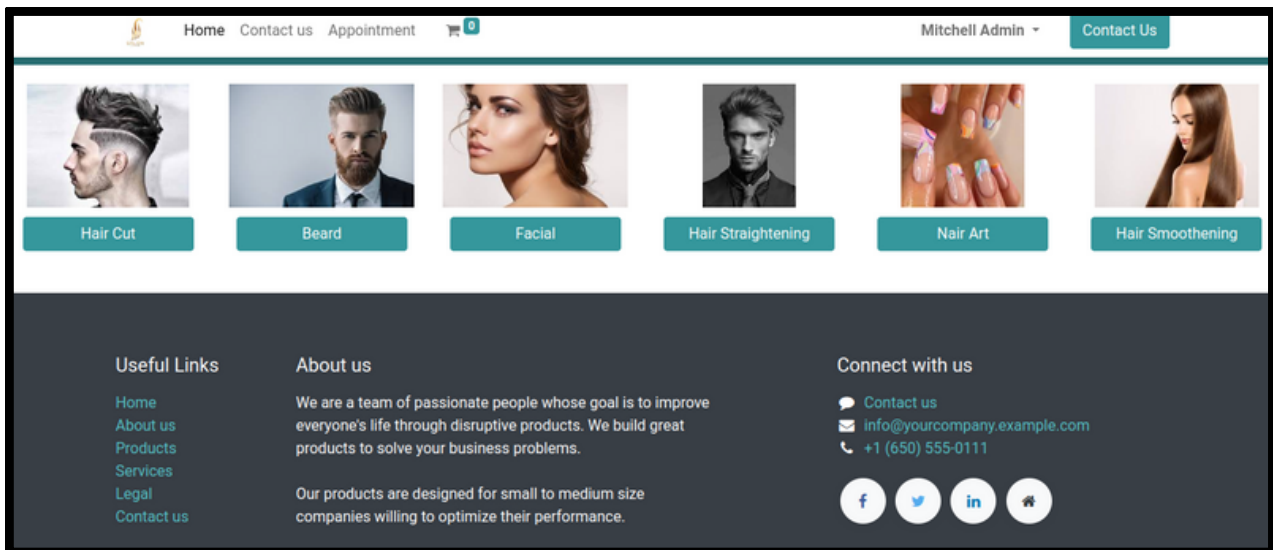 Home Contact us Appointment 0 Mitchell Admin Contact Us
Hair Cut Beard Facial Hair Straightening Nair Art Hair Smoothening
Useful Links
Home
About us
Products
Services
Legal
Contact us
About us
We are a team of passionate people whose goal is to improve
everyone's life through disruptive products. We build great
products to solve your business problems.
Our products are designed for small to medium size
companies willing to optimize their performance.
Connect with us
Contact us
info@yourcompany.example.com
+1 (650) 555-0111